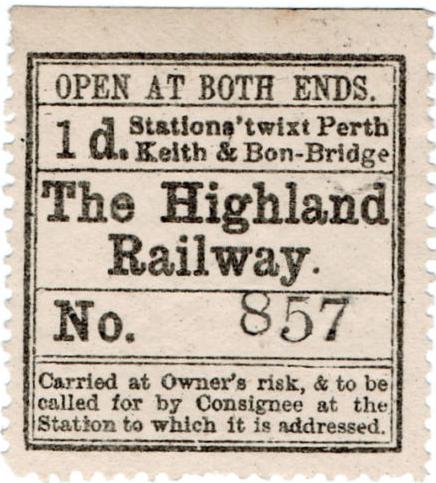 OPEN AT BOTH ENDS.
1d. Stations 'twixt Perth
Keith & Bon-Bridge
The Highland
Railway.
No. 857
Carried at Owner's risk, & to be
called for by Consignee at the
Station to which it is addressed.